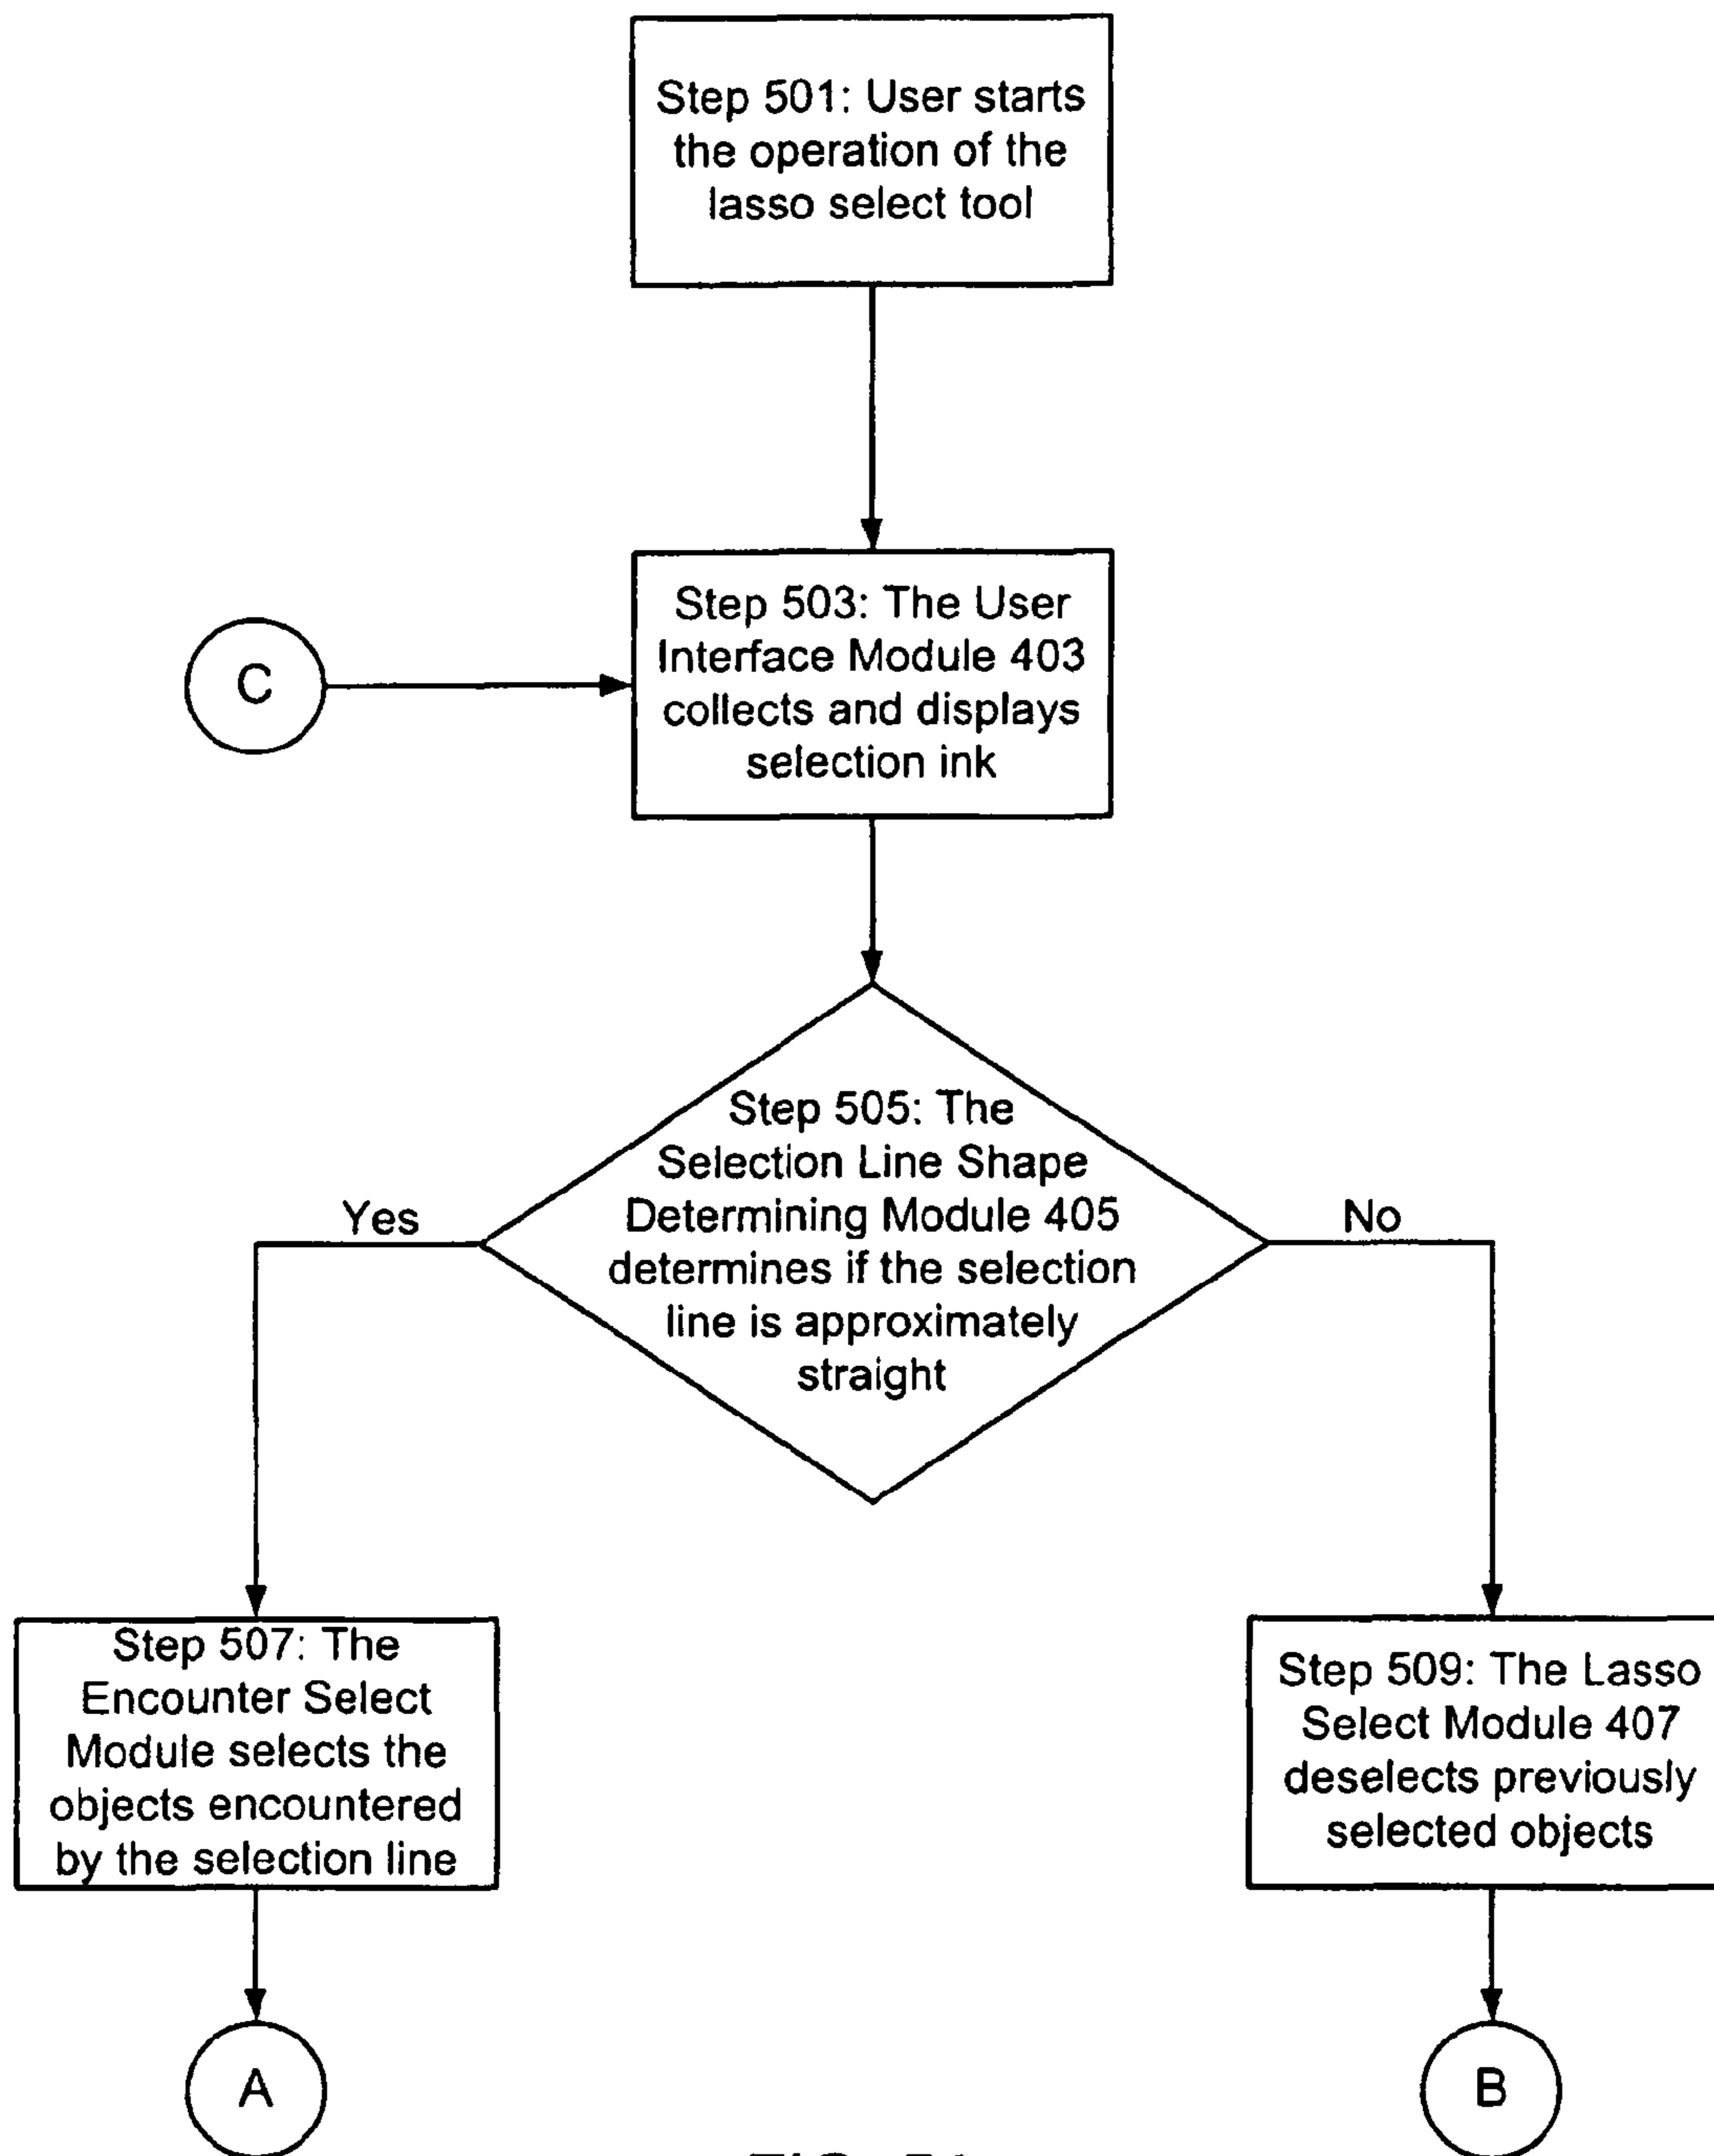 Step 501: User starts
the operation of the
lasso select tool
C
Step 503: The User
Interface Module 403
collects and displays
selection ink
Step 505: The
Selection Line Shape
Determining Module 405
determines if the selection
line is approximately
straight
Yes
No
Step 507: The
Encounter Select
Module selects the
objects encountered
by the selection line
Step 509: The Lasso
Select Module 407
deselects previously
selected objects
A
B